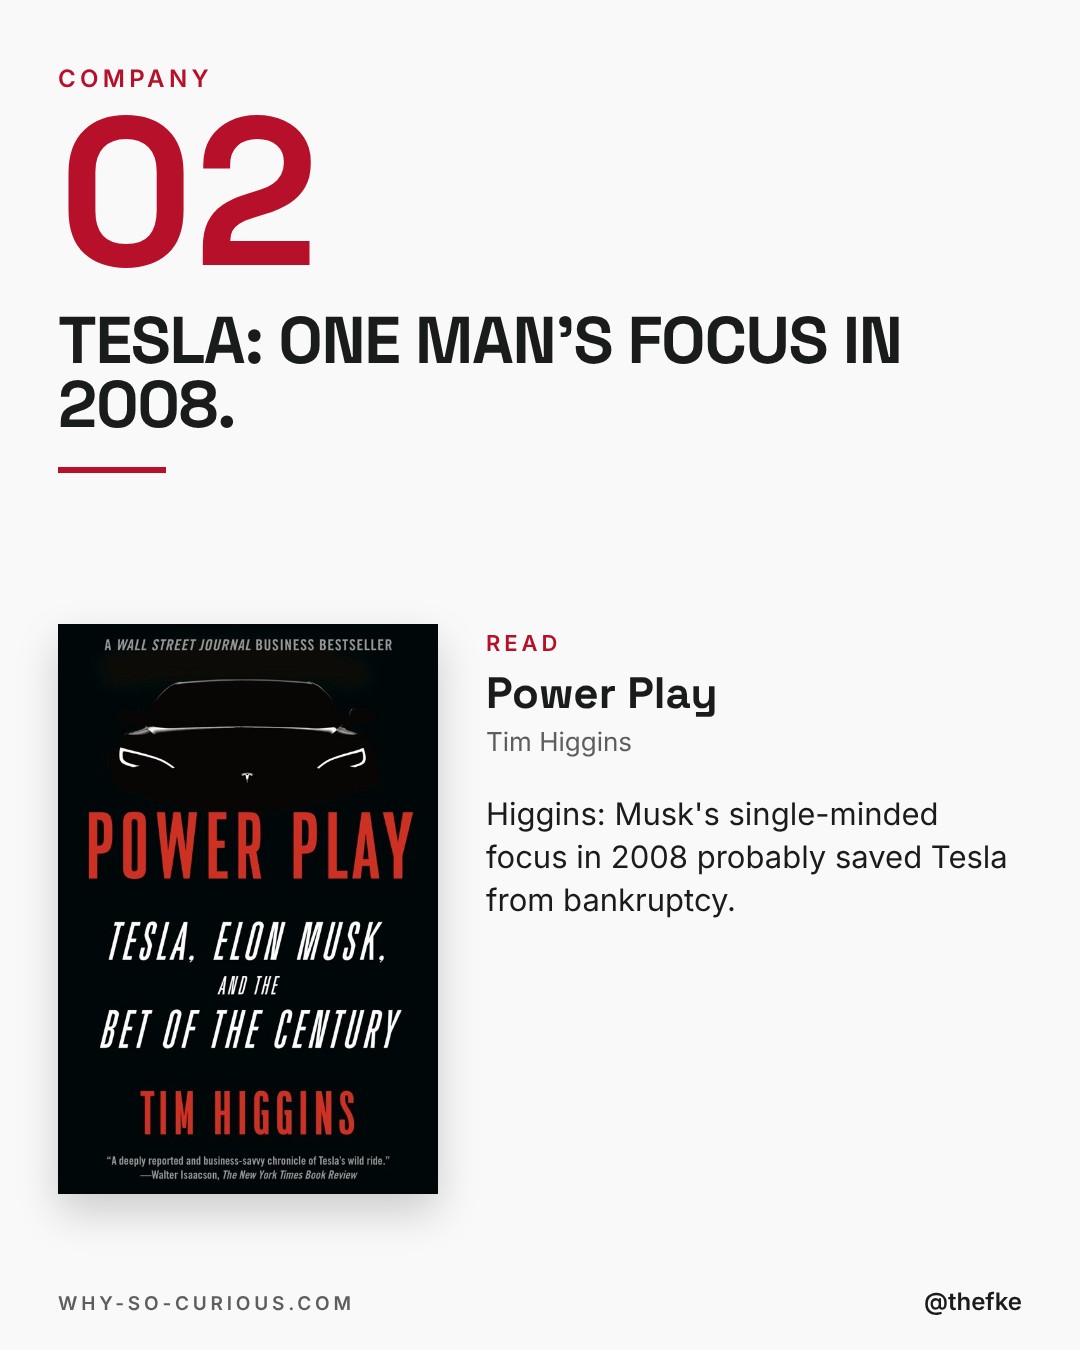 COMPANY
02
TESLA: ONE MAN’S FOCUS IN
2008.
A WALL STREET JOURNAL BUSINESS BESTSELLER
POWER PLAY
TESLA, ELON MUSK,
AND THE
BET OF THE CENTURY
TIM HIGGINS
“A deeply reported and business-savvy chronicle of Tesla’s wild ride.”
—Walter Isaacson, The New York Times Book Review
READ
Power Play
Tim Higgins
Higgins: Musk's single-minded
focus in 2008 probably saved Tesla
from bankruptcy.
WHY-SO-CURIOUS.COM
@thefke